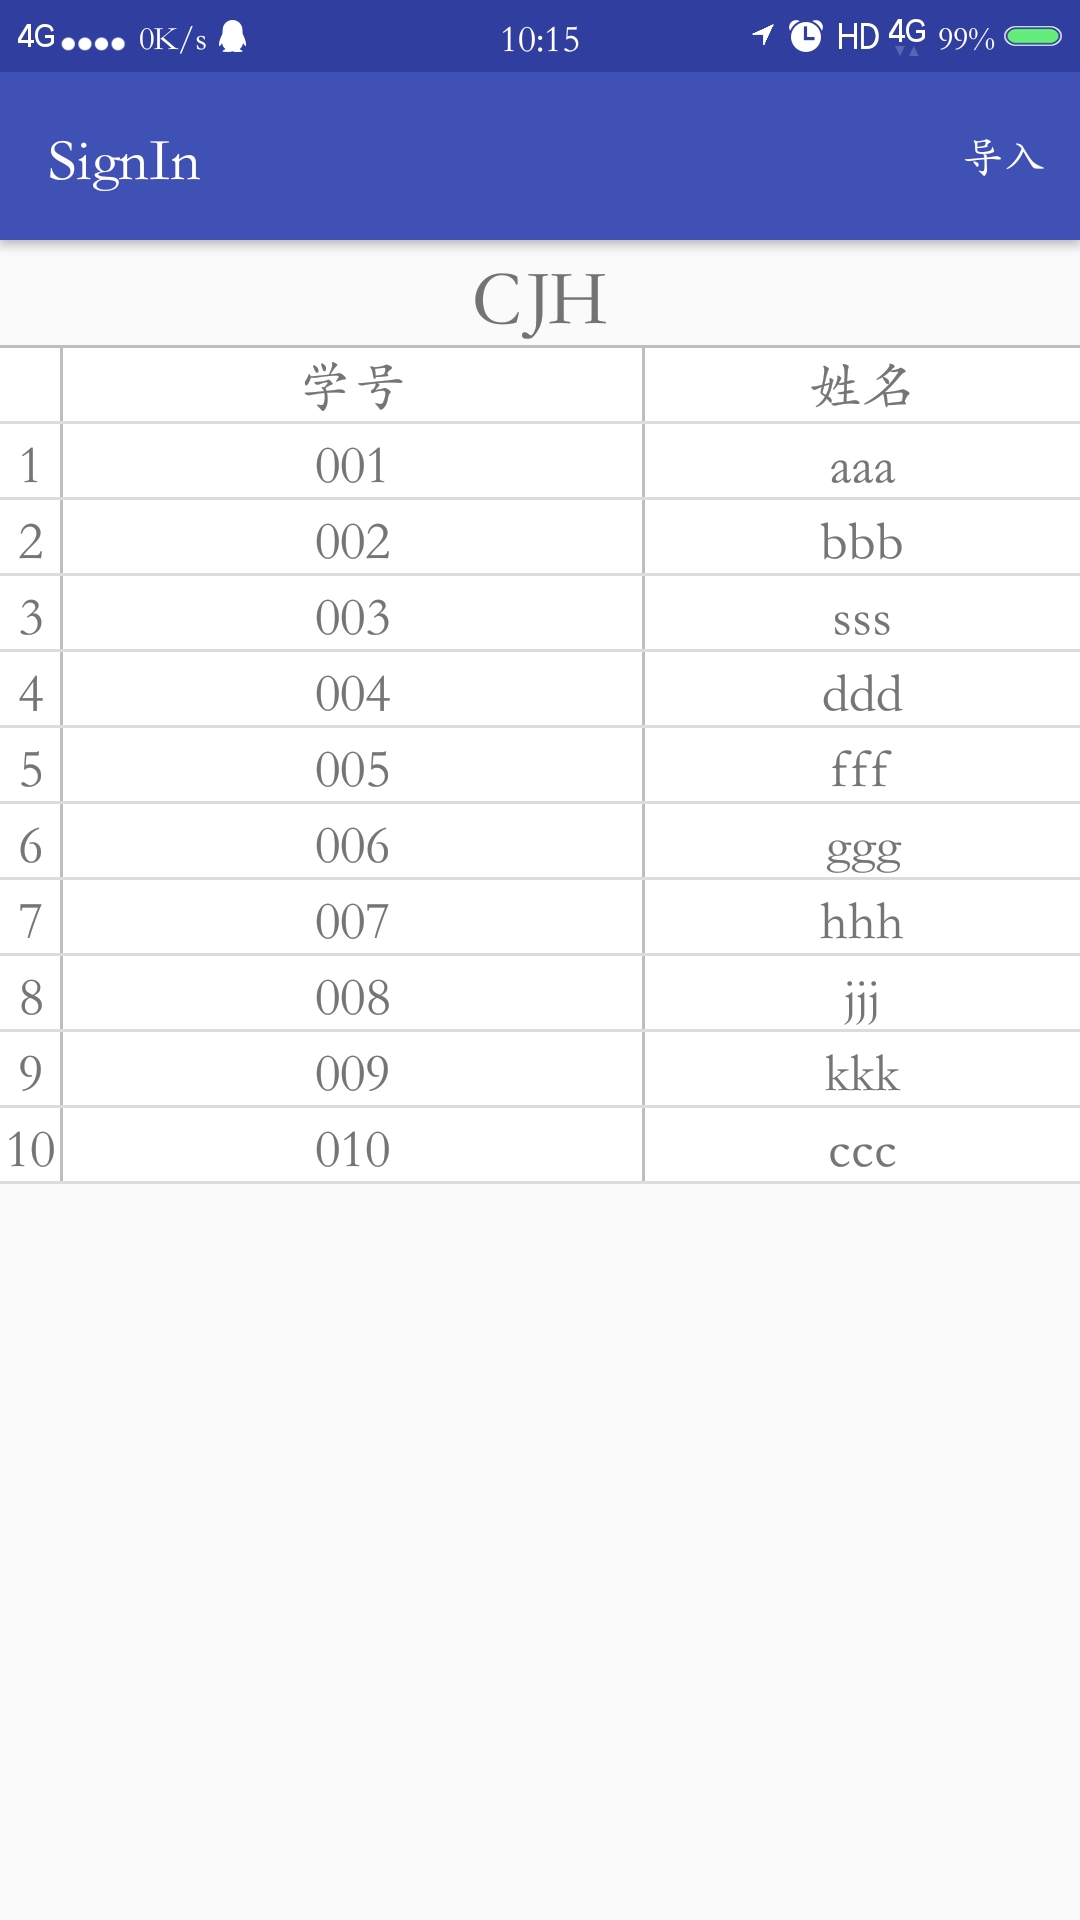 4G 0K/s 10:15 HD 4G 99%
SignIn 导入
CJH
学号 姓名
1 001 aaa
2 002 bbb
3 003 sss
4 004 ddd
5 005 fff
6 006 ggg
7 007 hhh
8 008 jjj
9 009 kkk
10 010 ccc